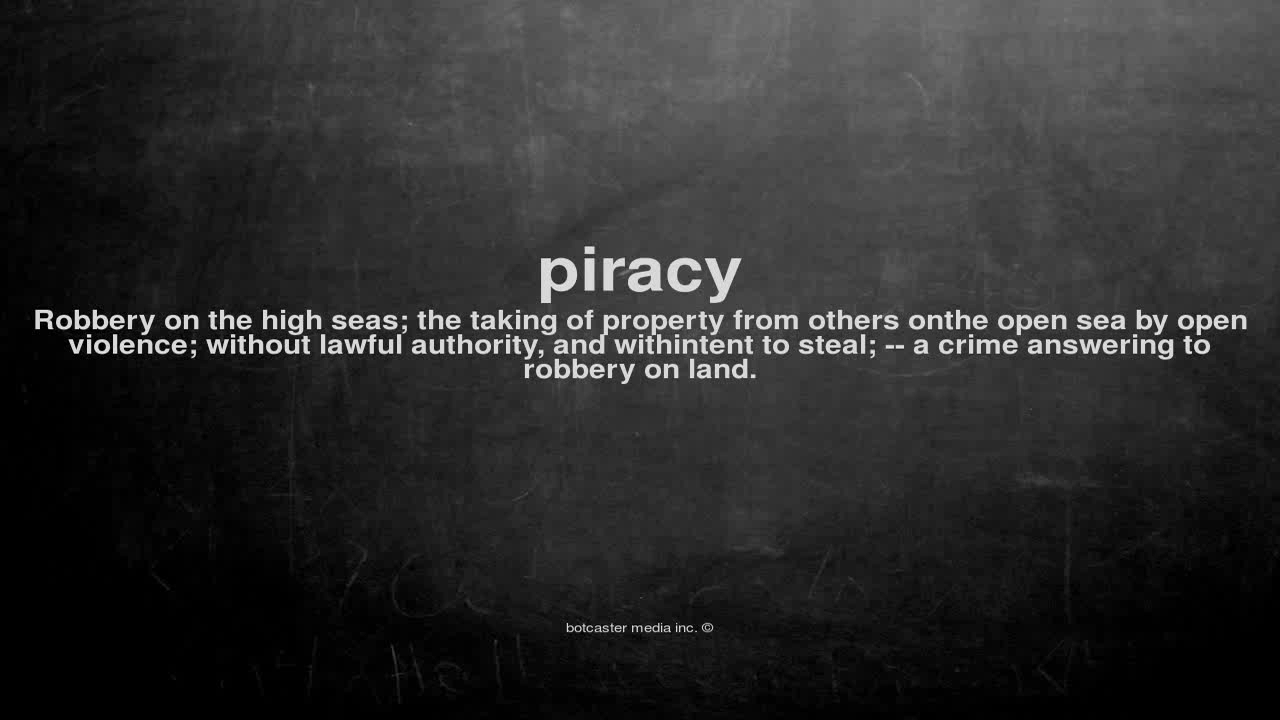 piracy
Robbery on the high seas; the taking of property from others onthe open sea by open
violence; without lawful authority, and withintent to steal; -- a crime answering to
robbery on land.
botcaster media inc. ©